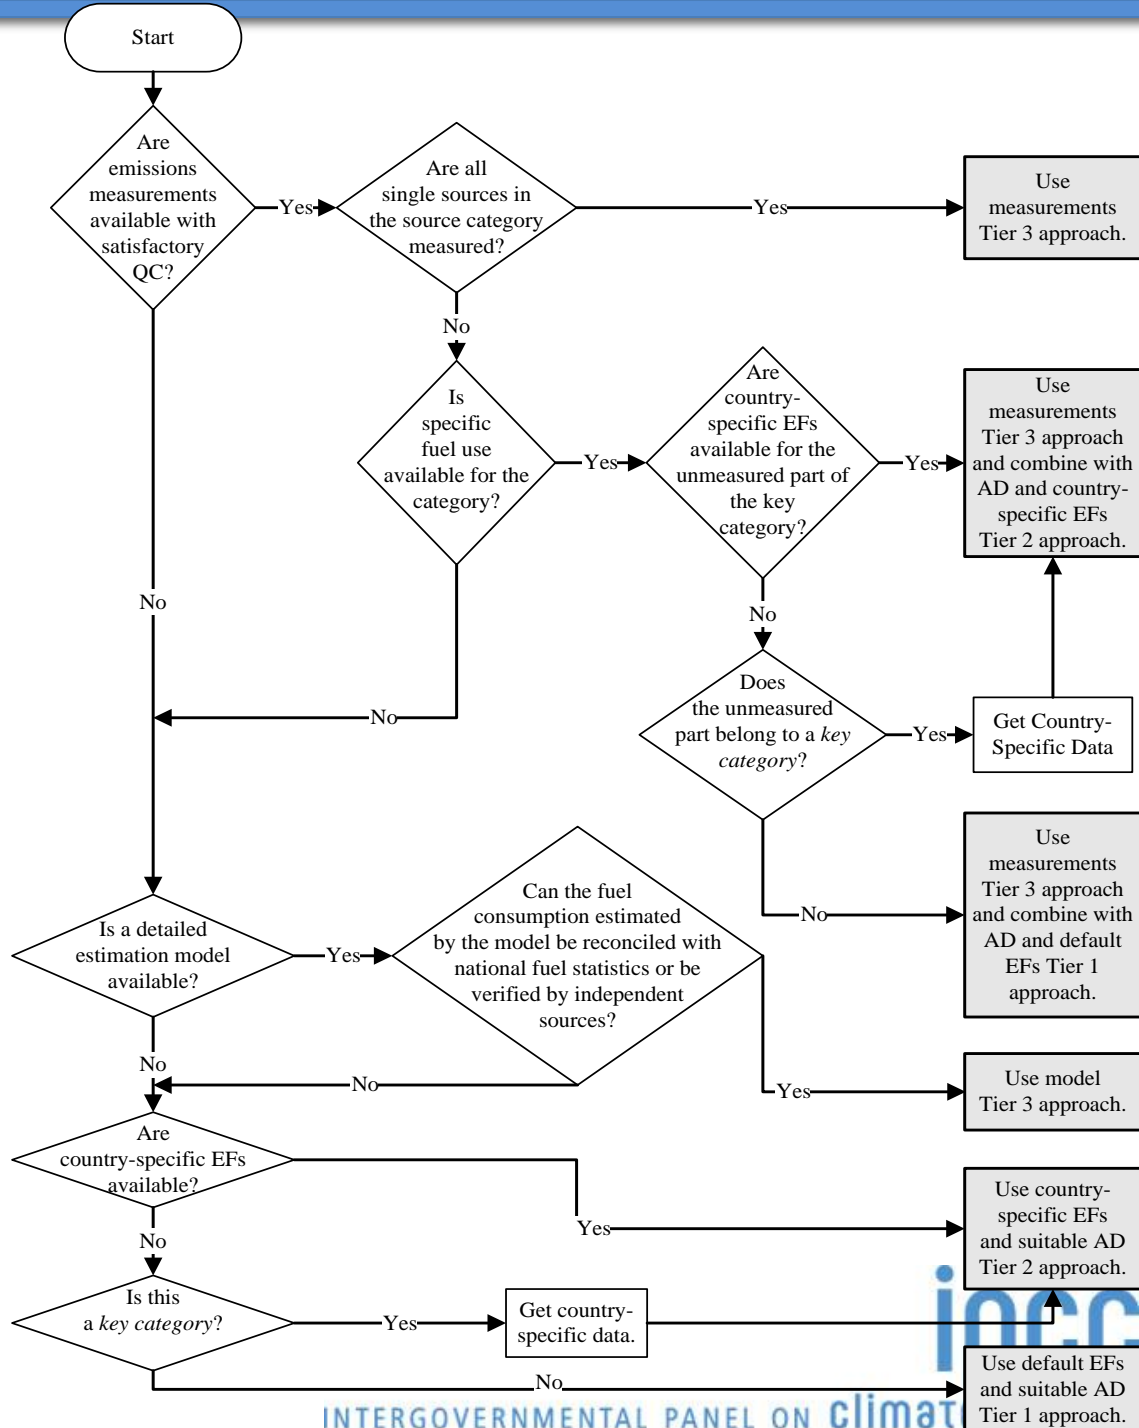 Start
Are
emissions
measurements
available with
satisfactory
QC?
Yes
Are all
single sources in
the source category
measured?
Yes
Use
measurements
Tier 3 approach.
No
Is
specific
fuel use
available for the
category?
Yes
Are
country-
specific EFs
available for the
unmeasured part of
the key
category?
Yes
Use
measurements
Tier 3 approach
and combine with
AD and country-
specific EFs
Tier 2 approach.
No
No
No
Does
the unmeasured
part belong to a key
category?
Yes
Get Country-
Specific Data
No
Use
measurements
Tier 3 approach
and combine with
AD and default
EFs Tier 1
approach.
Is a detailed
estimation model
available?
Yes
Can the fuel
consumption estimated
by the model be reconciled with
national fuel statistics or be
verified by independent
sources?
No
No
Yes
Use model
Tier 3 approach.
Are
country-specific EFs
available?
Yes
Use country-
specific EFs
and suitable AD
Tier 2 approach.
No
Is this
a key category?
Yes
Get country-
specific data.
No
Use default EFs
and suitable AD
Tier 1 approach.
INTERGOVERNMENTAL PANEL ON